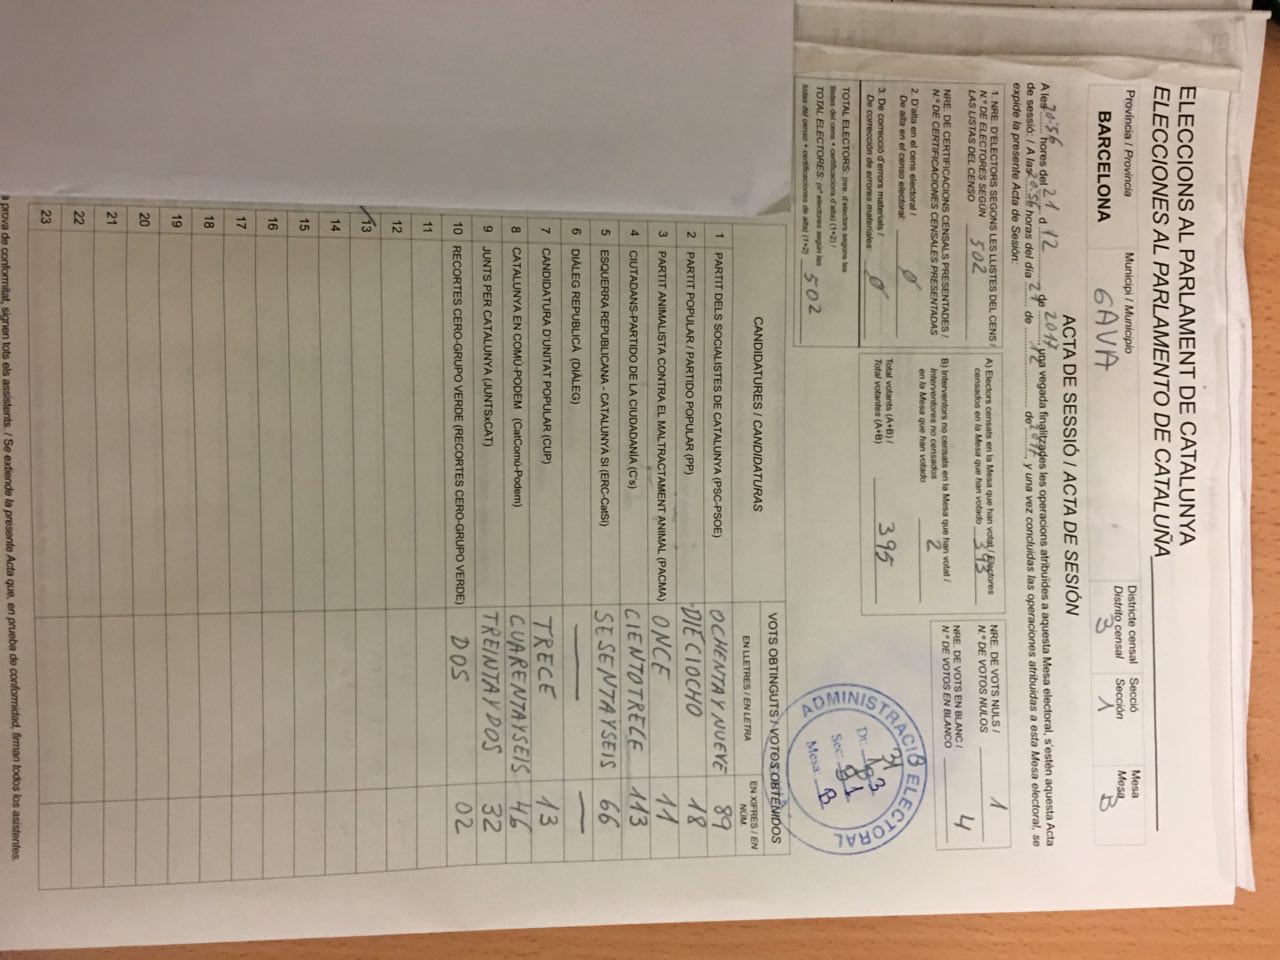 ELECCIONS AL PARLAMENT DE CATALUNYA
ELECCIONES AL PARLAMENTO DE CATALUÑA
Província / Provincia
BARCELONA
Municipi / Municipio
GAVA
Districte censal
Distrito censal
3
Secció
Sección
1
Mesa
Mesa
B
ACTA DE SESSIÓ / ACTA DE SESIÓN
A les 20:56 hores del 21 d 12 de 2017 una vegada finalitzades les operacions atribuïdes a aquesta Mesa electoral, s'estén aquesta Acta
de sessió: / A las 20:56 horas del día 21 de 12 de 2017, y una vez concluidas las operaciones atribuidas a esta Mesa electoral, se
expide la presente Acta de Sesión:
1. NRE. D'ELECTORS SEGONS LES LLISTES DEL CENS /
N.º DE ELECTORES SEGÚN
LAS LISTAS DEL CENSO 502
NRE. DE CERTIFICACIONS CENSALS PRESENTADES /
N.º DE CERTIFICACIONES CENSALES PRESENTADAS
2. D'alta en el cens electoral /
De alta en el censo electoral: 0
3. De correcció d'errors materials /
De corrección de errores materiales: 0
TOTAL ELECTORS: (nre. d'electors segons les
llistes del cens + certificacions d'alta) (1+2) /
TOTAL ELECTORES: (nº electores según las
listas del censo + certificaciones de alta) (1+2) 502
A) Electors censats en la Mesa que han votat / Electores
censados en la Mesa que han votado 393
B) Interventors no censats en la Mesa que han votat /
Interventores no censados
en la Mesa que han votado 2
Total votants (A+B) /
Total votantes (A+B) 395
NRE. DE VOTS NULS /
N.º DE VOTOS NULOS 1
NRE. DE VOTS EN BLANC /
N.º DE VOTOS EN BLANCO 4
ADMINISTRACIÓ ELECTORAL
Dt: 3
Sec: 1
Mesa: B
CANDIDATURES / CANDIDATURAS
VOTS OBTINGUTS / VOTOS OBTENIDOS
EN LLETRES / EN LETRA
EN XIFRES / EN
NÚM.
1 PARTIT DELS SOCIALISTES DE CATALUNYA (PSC-PSOE) OCHENTA Y NUEVE 89
2 PARTIT POPULAR / PARTIDO POPULAR (PP) DIECIOCHO 18
3 PARTIT ANIMALISTA CONTRA EL MALTRACTAMENT ANIMAL (PACMA) ONCE 11
4 CIUTADANS-PARTIDO DE LA CIUDADANÍA (C's) CIENTOTRECE 113
5 ESQUERRA REPUBLICANA - CATALUNYA SI (ERC-CatSí) SESENTAYSEIS 66
6 DIÀLEG REPUBLICÀ (DIÀLEG) — —
7 CANDIDATURA D'UNITAT POPULAR (CUP) TRECE 13
8 CATALUNYA EN COMÚ-PODEM (CatComú-Podem) CUARENTAYSEIS 46
9 JUNTS PER CATALUNYA (JUNTSxCAT) TREINTAYDOS 32
10 RECORTES CERO-GRUPO VERDE (RECORTES CERO-GRUPO VERDE) DOS 02
11
12
13
14
15
16
17
18
19
20
21
22
23
a prova de conformitat, signen tots els assistents. / Se extiende la presente Acta que, en prueba de conformidad, firman todos los asistentes.